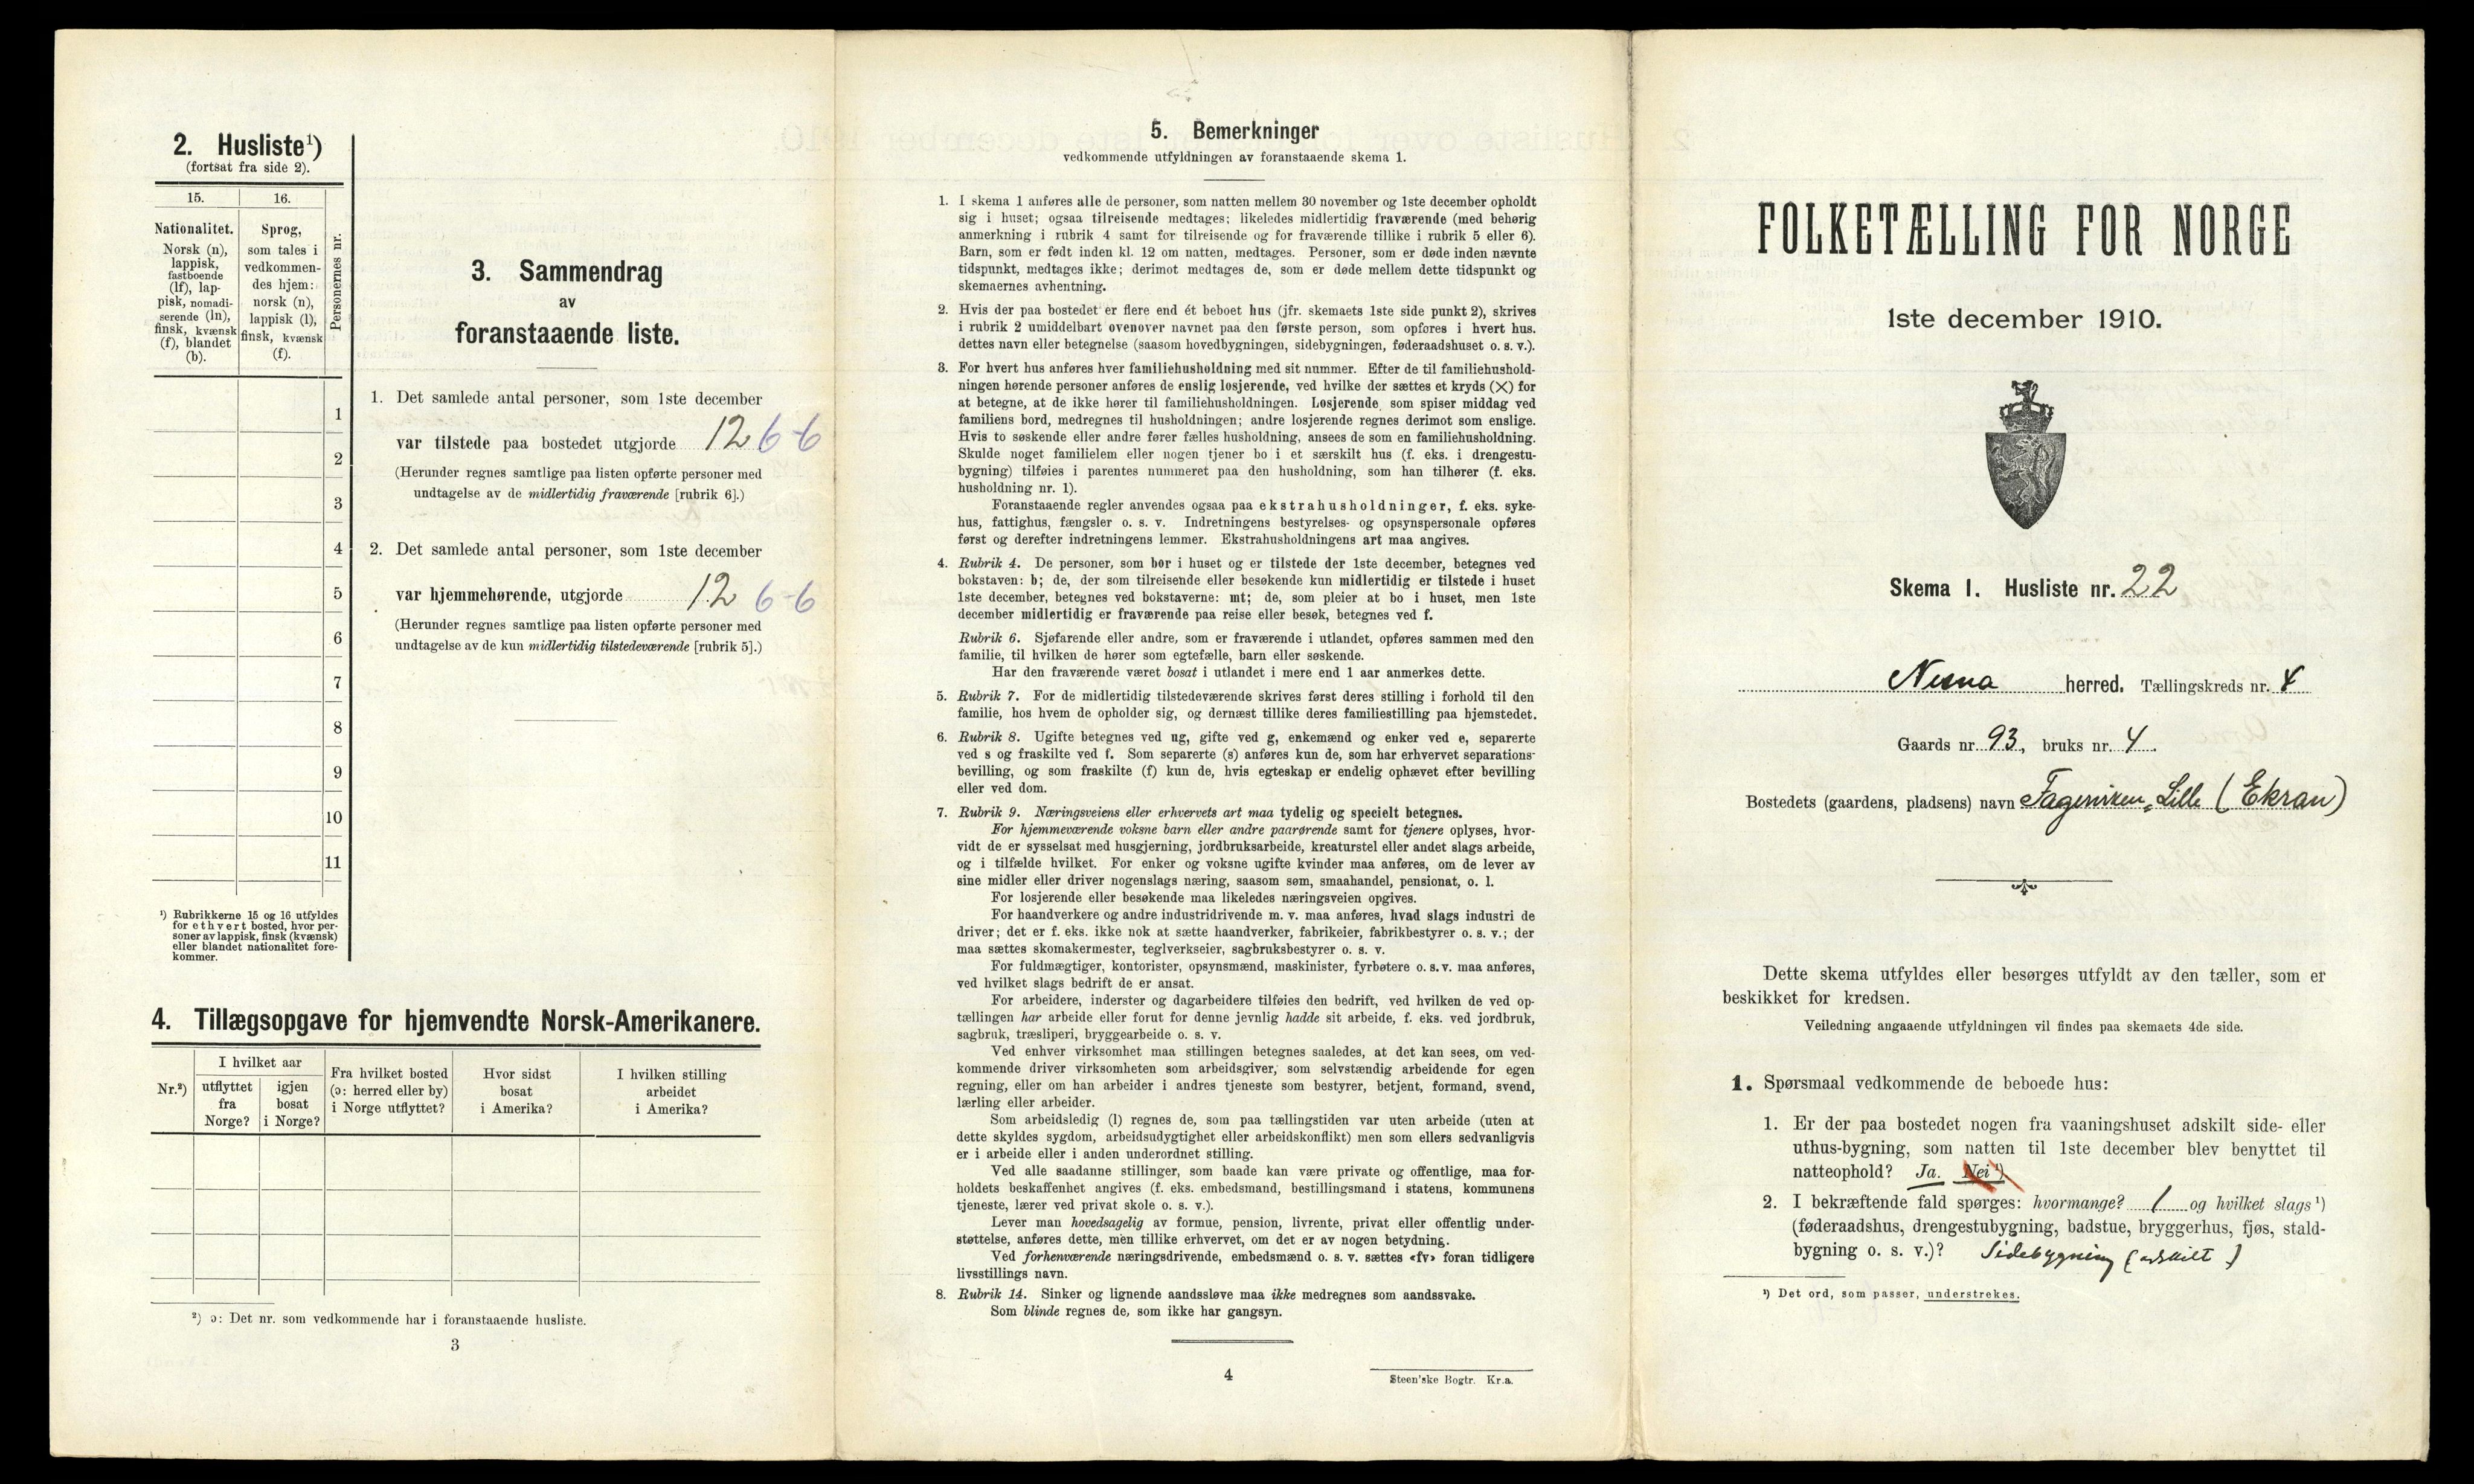 2. Husliste¹)
(fortsat fra side 2).
15.
16.
Nationalitet.
Norsk (n),
lappisk,
fastboende
(lf), lap-
pisk, nomadi-
serende (ln),
finsk, kvænsk
(f), blandet
(b).
Sprog,
som tales i
vedkommen-
des hjem:
norsk (n),
lappisk (l),
finsk, kvænsk
(f).
Personernes nr.
1
2
3
4
5
6
7
8
9
10
11
¹) Rubrikkerne 15 og 16 utfyldes
for ethvert bosted, hvor per-
soner av lappisk, finsk (kvænsk)
eller blandet nationalitet fore-
kommer.
3. Sammendrag
av
foranstaaende liste.
1. Det samlede antal personer, som 1ste december
var tilstede paa bostedet utgjorde 12 6-6
(Herunder regnes samtlige paa listen opførte personer med
undtagelse av de midlertidig fraværende [rubrik 6].)
2. Det samlede antal personer, som 1ste december
var hjemmehørende, utgjorde 12 6-6
(Herunder regnes samtlige paa listen opførte personer med
undtagelse av de kun midlertidig tilstedeværende [rubrik 5].)
4. Tillægsopgave for hjemvendte Norsk-Amerikanere.
Nr.²)
I hvilket aar
utflyttet
fra
Norge?
igjen
bosat
i Norge?
Fra hvilket bosted
(ɔ: herred eller by)
i Norge utflyttet?
Hvor sidst
bosat
i Amerika?
I hvilken stilling
arbeidet
i Amerika?
²) ɔ: Det nr. som vedkommende har i foranstaaende husliste.
3
5. Bemerkninger
vedkommende utfyldningen av foranstaaende skema 1.
1. I skema 1 anføres alle de personer, som natten mellem 30 november og 1ste december opholdt
sig i huset; ogsaa tilreisende medtages; likeledes midlertidig fraværende (med behørig
anmerkning i rubrik 4 samt for tilreisende og for fraværende tillike i rubrik 5 eller 6).
Barn, som er født inden kl. 12 om natten, medtages. Personer, som er døde inden nævnte
tidspunkt, medtages ikke; derimot medtages de, som er døde mellem dette tidspunkt og
skemaernes avhentning.
2. Hvis der paa bostedet er flere end ét beboet hus (jfr. skemaets 1ste side punkt 2), skrives
i rubrik 2 umiddelbart ovenover navnet paa den første person, som opføres i hvert hus.
dettes navn eller betegnelse (saasom hovedbygningen, sidebygningen, føderaadshuset o. s. v.).
3. For hvert hus anføres hver familiehusholdning med sit nummer. Efter de til familiehushold-
ningen hørende personer anføres de enslig losjerende, ved hvilke der sættes et kryds (×) for
at betegne, at de ikke hører til familiehusholdningen. Losjerende som spiser middag ved
familiens bord, medregnes til husholdningen; andre losjerende regnes derimot som enslige.
Hvis to søskende eller andre fører fælles husholdning, ansees de som en familiehusholdning.
Skulde noget familielem eller nogen tjener bo i et særskilt hus (f. eks. i drengestu-
bygning) tilføies i parentes nummeret paa den husholdning, som han tilhører (f. eks.
husholdning nr. 1).
Foranstaaende regler anvendes ogsaa paa ekstrahusholdninger, f. eks. syke-
hus, fattighus, fængsler o. s. v. Indretningens bestyrelses- og opsynspersonale opføres
først og derefter indretningens lemmer. Ekstrahusholdningens art maa angives.
4. Rubrik 4. De personer, som bor i huset og er tilstede der 1ste december, betegnes ved
bokstaven: b; de, der som tilreisende eller besøkende kun midlertidig er tilstede i huset
1ste december, betegnes ved bokstaverne: mt; de, som pleier at bo i huset, men 1ste
december midlertidig er fraværende paa reise eller besøk, betegnes ved f.
Rubrik 6. Sjøfarende eller andre, som er fraværende i utlandet, opføres sammen med den
familie, til hvilken de hører som egtefælle, barn eller søskende.
Har den fraværende været bosat i utlandet i mere end 1 aar anmerkes dette.
5. Rubrik 7. For de midlertidig tilstedeværende skrives først deres stilling i forhold til den
familie, hos hvem de opholder sig, og dernæst tillike deres familiestilling paa hjemstedet.
6. Rubrik 8. Ugifte betegnes ved ug, gifte ved g, enkemænd og enker ved e, separerte
ved s og fraskilte ved f. Som separerte (s) anføres kun de, som har erhvervet separations-
bevilling, og som fraskilte (f) kun de, hvis egteskap er endelig ophævet efter bevilling
eller ved dom.
7. Rubrik 9. Næringsveiens eller erhvervets art maa tydelig og specielt betegnes.
For hjemmeværende voksne barn eller andre paarørende samt for tjenere oplyses, hvor-
vidt de er sysselsat med husgjerning, jordbruksarbeide, kreaturstel eller andet slags arbeide,
og i tilfælde hvilket. For enker og voksne ugifte kvinder maa anføres, om de lever av
sine midler eller driver nogenslags næring, saasom søm, smaahandel, pensionat, o. l.
For losjerende eller besøkende maa likeledes næringsveien opgives.
For haandverkere og andre industridrivende m. v. maa anføres, hvad slags industri de
driver; det er f. eks. ikke nok at sætte haandverker, fabrikeier, fabrikbestyrer o. s. v.; der
maa sættes skomakermester, teglverkseier, sagbruksbestyrer o. s. v.
For fuldmægtiger, kontorister, opsynsmænd, maskinister, fyrbøtere o. s. v. maa anføres,
ved hvilket slags bedrift de er ansat.
For arbeidere, inderster og dagarbeidere tilføies den bedrift, ved hvilken de ved op-
tællingen har arbeide eller forut for denne jevnlig hadde sit arbeide, f. eks. ved jordbruk,
sagbruk, træsliperi, bryggearbeide o. s. v.
Ved enhver virksomhet maa stillingen betegnes saaledes, at det kan sees, om ved-
kommende driver virksomheten som arbeidsgiver, som selvstændig arbeidende for egen
regning, eller om han arbeider i andres tjeneste som bestyrer, betjent, formand, svend,
lærling eller arbeider.
Som arbeidsledig (l) regnes de, som paa tællingstiden var uten arbeide (uten at
dette skyldes sygdom, arbeidsudygtighet eller arbeidskonflikt) men som ellers sedvanligvis
er i arbeide eller i anden underordnet stilling.
Ved alle saadanne stillinger, som baade kan være private og offentlige, maa for-
holdets beskaffenhet angives (f. eks. embedsmand, bestillingsmand i statens, kommunens
tjeneste, lærer ved privat skole o. s. v.).
Lever man hovedsagelig av formue, pension, livrente, privat eller offentlig under-
støttelse, anføres dette, men tillike erhvervet, om det er av nogen betydning.
Ved forhenværende næringsdrivende, embedsmænd o. s. v. sættes «fv» foran tidligere
livsstillings navn.
8. Rubrik 14. Sinker og lignende aandssløve maa ikke medregnes som aandssvake.
Som blinde regnes de, som ikke har gangsyn.
4
Steen'ske Bogtr. Kr.a.
FOLKETÆLLING FOR NORGE
1ste december 1910.
Skema 1. Husliste nr. 22
Nesna herred. Tællingskreds nr. 4
Gaards nr. 93, bruks nr. 4.
Bostedets (gaardens, pladsens) navn Fagerviken, Lille (Ekran)
Dette skema utfyldes eller besørges utfyldt av den tæller, som er
beskikket for kredsen.
Veiledning angaaende utfyldningen vil findes paa skemaets 4de side.
1. Spørsmaal vedkommende de beboede hus:
1. Er der paa bostedet nogen fra vaaningshuset adskilt side- eller
uthus-bygning, som natten til 1ste december blev benyttet til
natteophold? Ja. Nei¹)
2. I bekræftende fald spørges: hvormange? 1 og hvilket slags¹)
(føderaadshus, drengestubygning, badstue, bryggerhus, fjøs, stald-
bygning o. s. v.)? Sidebygning (adskilt)
¹) Det ord, som passer, understrekes.